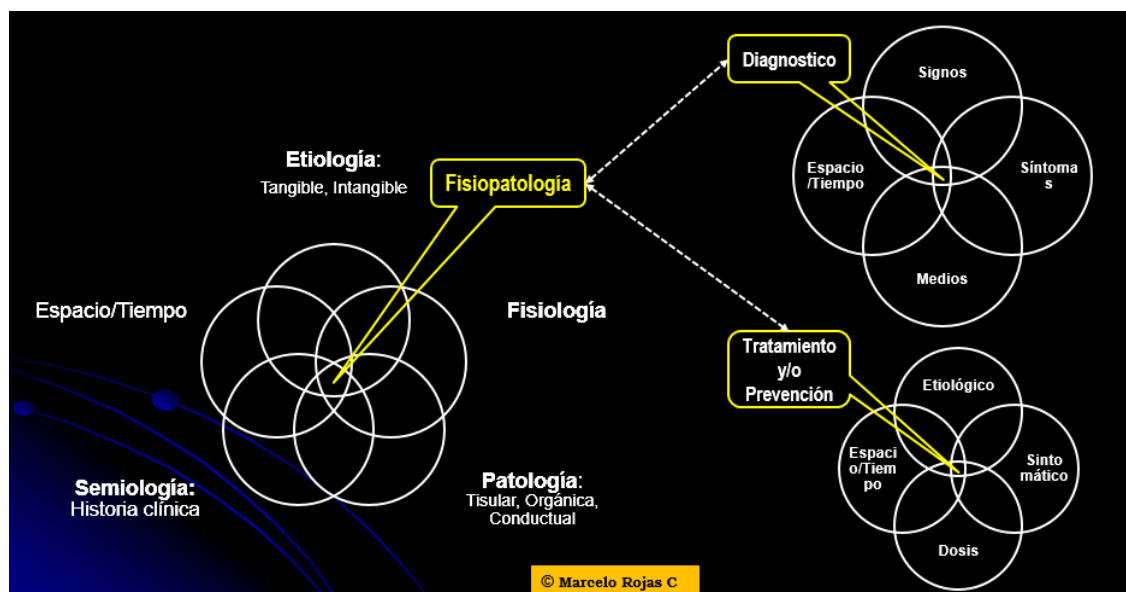 Etiología:
Tangible, Intangible
Fisiopatología
Espacio/Tiempo
Fisiología
Semiología:
Historia clínica
Patología:
Tisular, Orgánica,
Conductual
Diagnostico
Signos
Espacio
/Tiempo
Síntoma
s
Medios
Tratamiento
y/o
Prevención
Etiológico
Espaci
o/Tiem
po
Sinto
mático
Dosis
© Marcelo Rojas C